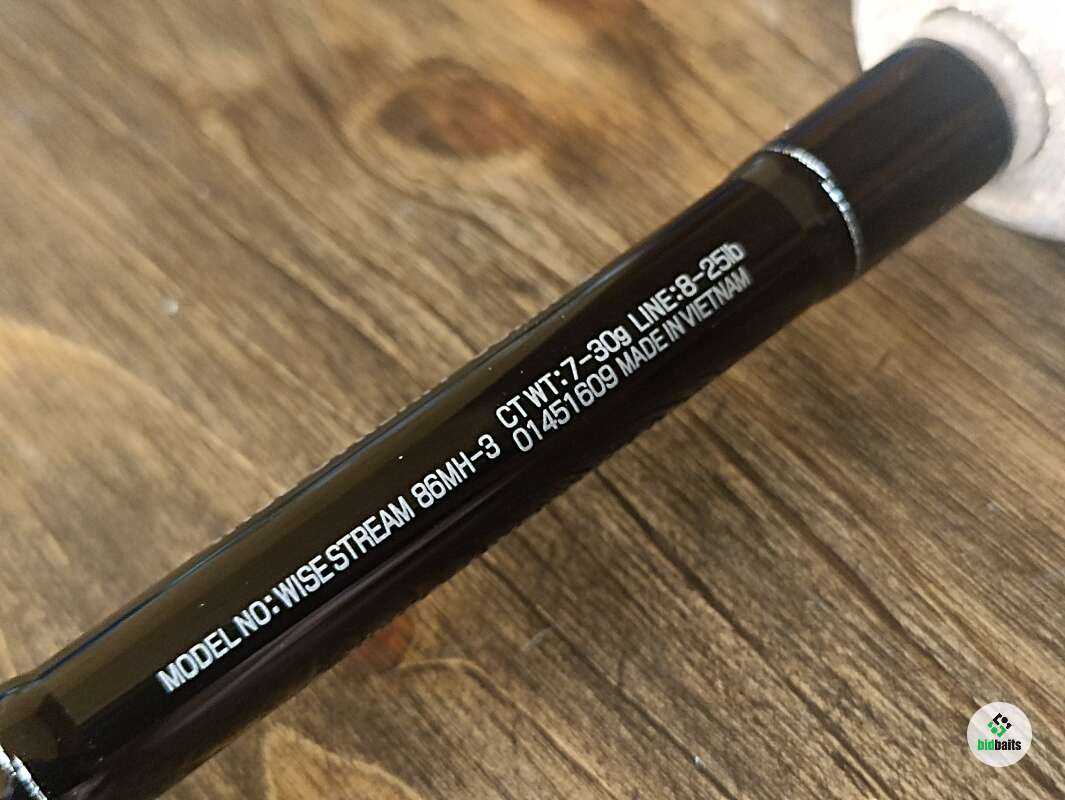 MODEL NO: WISE STREAM 86MH-3 CT WT: 7-30g LINE:8-25lb
01451609 MADE IN VIETNAM
bidbaits